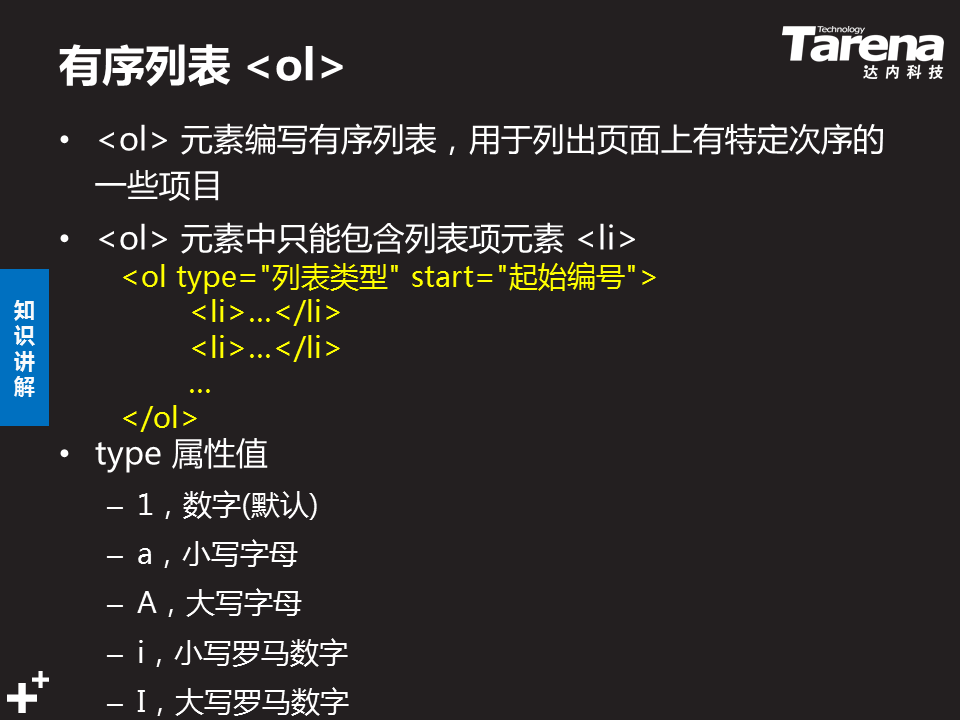 有序列表 <ol>
Technology
Tarena
达内科技
• <ol> 元素编写有序列表，用于列出页面上有特定次序的
一些项目
• <ol> 元素中只能包含列表项元素 <li>
<ol type="列表类型" start="起始编号">
<li>…</li>
<li>…</li>
…
</ol>
知识讲解
• type 属性值
– 1，数字(默认)
– a，小写字母
– A，大写字母
– i，小写罗马数字
– I，大写罗马数字